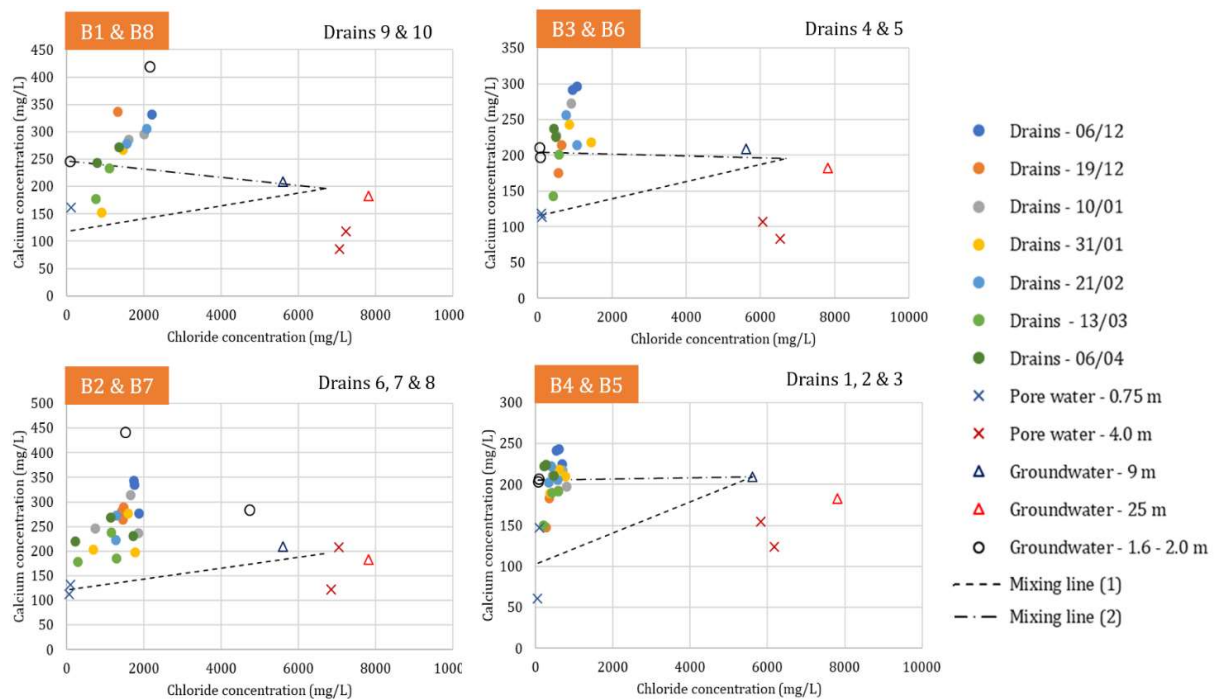 B1 & B8
Drains 9 & 10
Calcium concentration (mg/L)
450
400
350
300
250
200
150
100
50
0
0 2000 4000 6000 8000 1000
Chloride concentration (mg/L)
B3 & B6
Drains 4 & 5
Calcium concentration (mg/L)
350
300
250
200
150
100
50
0
0 2000 4000 6000 8000 10000
Chloride concentration (mg/L)
B2 & B7
Drains 6, 7 & 8
Calcium concentration (mg/L)
500
450
400
350
300
250
200
150
100
50
0
0 2000 4000 6000 8000 1000
Chloride concentration (mg/L)
B4 & B5
Drains 1, 2 & 3
Calcium concentration (mg/L)
300
250
200
150
100
50
0
0 2000 4000 6000 8000 10000
Chloride concentration (mg/L)
Drains - 06/12
Drains - 19/12
Drains - 10/01
Drains - 31/01
Drains - 21/02
Drains - 13/03
Drains - 06/04
Pore water - 0.75 m
Pore water - 4.0 m
Groundwater - 9 m
Groundwater - 25 m
Groundwater - 1.6 - 2.0 m
Mixing line (1)
Mixing line (2)